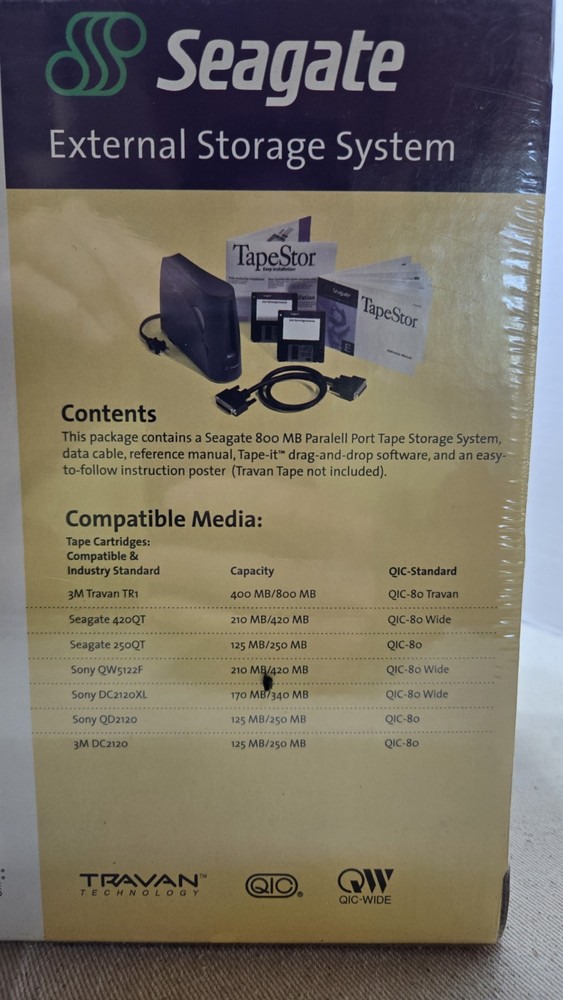 Seagate
External Storage System
TapeStor
Easy Installation
Seagate
TapeStor
Contents
This package contains a Seagate 800 MB Paralell Port Tape Storage System,
data cable, reference manual, Tape-it™ drag-and-drop software, and an easy-
to-follow instruction poster (Travan Tape not included).
Compatible Media:
Tape Cartridges:
Compatible &
Industry Standard Capacity QIC-Standard
3M Travan TR1 400 MB/800 MB QIC-80 Travan
Seagate 420QT 210 MB/420 MB QIC-80 Wide
Seagate 250QT 125 MB/250 MB QIC-80
Sony QW5122F 210 MB/420 MB QIC-80 Wide
Sony DC2120XL 170 MB/340 MB QIC-80 Wide
Sony QD2120 125 MB/250 MB QIC-80
3M DC2120 125 MB/250 MB QIC-80
TRAVAN™
TECHNOLOGY
QIC®
QW
QIC-WIDE